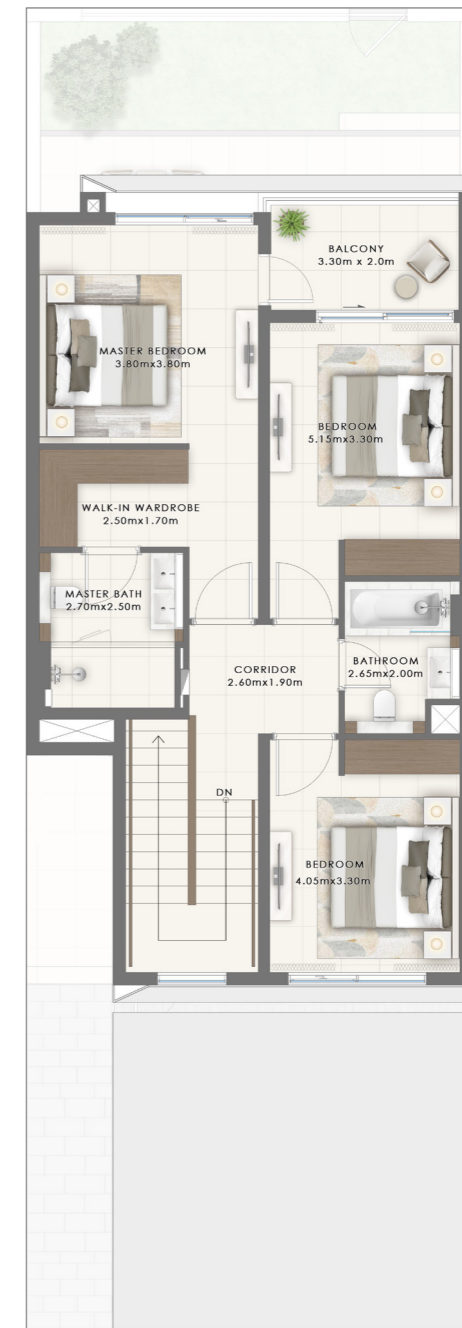 BALCONY
3.30m x 2.0m
MASTER BEDROOM
3.80mx3.80m
BEDROOM
5.15mx3.30m
WALK-IN WARDROBE
2.50mx1.70m
MASTER BATH
2.70mx2.50m
BATHROOM
2.65mx2.00m
CORRIDOR
2.60mx1.90m
DN
BEDROOM
4.05mx3.30m